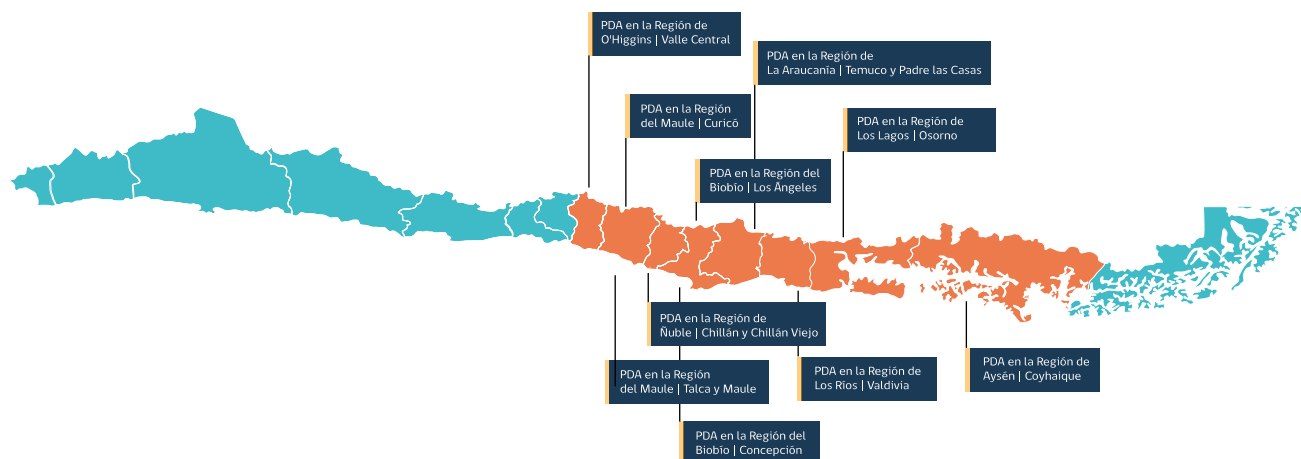 PDA en la Región de
O'Higgins | Valle Central
PDA en la Región de
La Araucanía | Temuco y Padre las Casas
PDA en la Región
del Maule | Curicó
PDA en la Región de
Los Lagos | Osorno
PDA en la Región del
Biobío | Los Ángeles
PDA en la Región de
Ñuble | Chillán y Chillán Viejo
PDA en la Región de
Aysén | Coyhaique
PDA en la Región de
Los Ríos | Valdivia
PDA en la Región
del Maule | Talca y Maule
PDA en la Región del
Biobío | Concepción